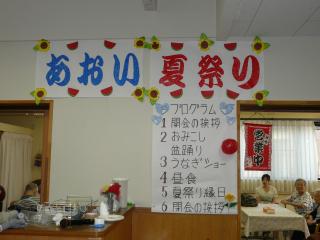 あおい 夏祭り
プログラム
1 開会の挨拶
2 おみこし
盆踊り
3 うなぎショー
4 昼食
5 夏祭り縁日
6 閉会の挨拶
営業中